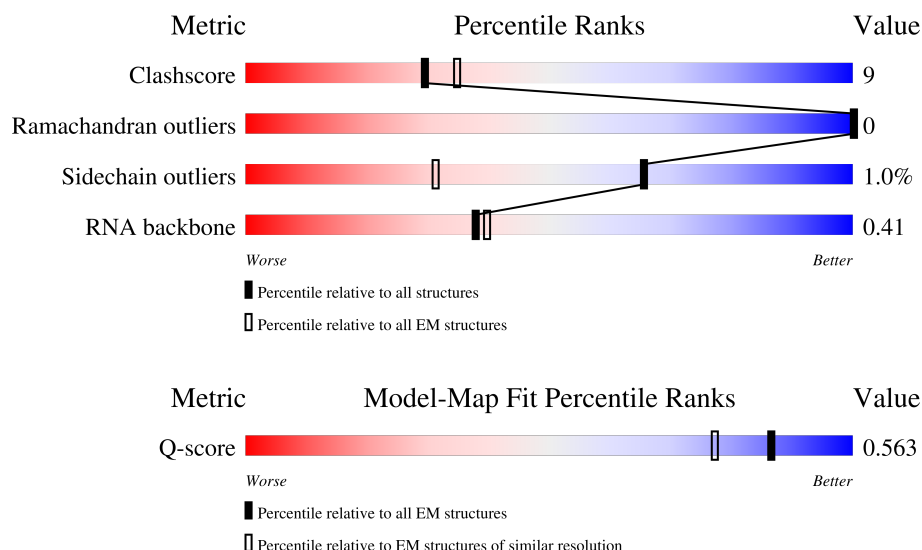 Metric Percentile Ranks Value
Clashscore 9
Ramachandran outliers 0
Sidechain outliers 1.0%
RNA backbone 0.41
Worse Better
Percentile relative to all structures
Percentile relative to all EM structures
Metric Model-Map Fit Percentile Ranks Value
Q-score 0.563
Worse Better
Percentile relative to all EM structures
Percentile relative to EM structures of similar resolution